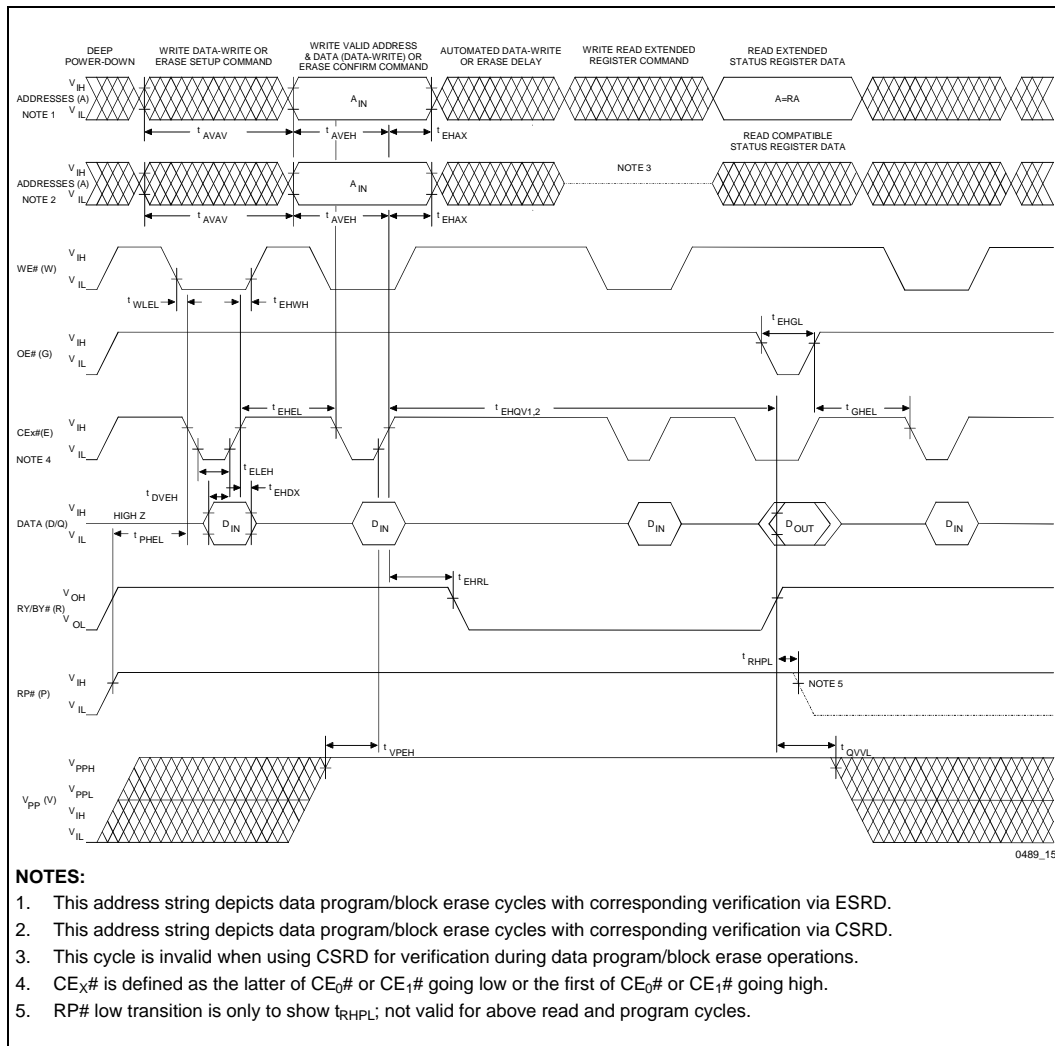 DEEP
POWER-DOWN
WRITE DATA-WRITE OR
ERASE SETUP COMMAND
WRITE VALID ADDRESS
& DATA (DATA-WRITE) OR
ERASE CONFIRM COMMAND
AUTOMATED DATA-WRITE
OR ERASE DELAY
WRITE READ EXTENDED
REGISTER COMMAND
READ EXTENDED
STATUS REGISTER DATA
V IH
ADDRESSES (A)
NOTE 1 V IL
A IN
A=RA
t AVAV
t AVEH
t EHAX
READ COMPATIBLE
STATUS REGISTER DATA
V IH
ADDRESSES (A)
NOTE 2 V IL
A IN
NOTE 3
t AVAV
t AVEH
t EHAX
WE# (W)
V IH
V IL
t WLEL
t EHWH
OE# (G)
V IH
V IL
t EHGL
t EHEL
t EHQV1,2
t GHEL
CEx#(E)
V IH
V IL
NOTE 4
t ELEH
t EHDX
t DVEH
HIGH Z
DATA (D/Q)
V IH
V IL
D IN
D IN
D IN
D OUT
D IN
t PHEL
t EHRL
RY/BY# (R)
V OH
V OL
t RHPL
RP# (P)
V IH
V IL
NOTE 5
t VPEH
t QVVL
V PP (V)
V PPH
V PPL
V IH
V IL
0489_15
NOTES:
1. This address string depicts data program/block erase cycles with corresponding verification via ESRD.
2. This address string depicts data program/block erase cycles with corresponding verification via CSRD.
3. This cycle is invalid when using CSRD for verification during data program/block erase operations.
4. CEX# is defined as the latter of CE0# or CE1# going low or the first of CE0# or CE1# going high.
5. RP# low transition is only to show tRHPL; not valid for above read and program cycles.